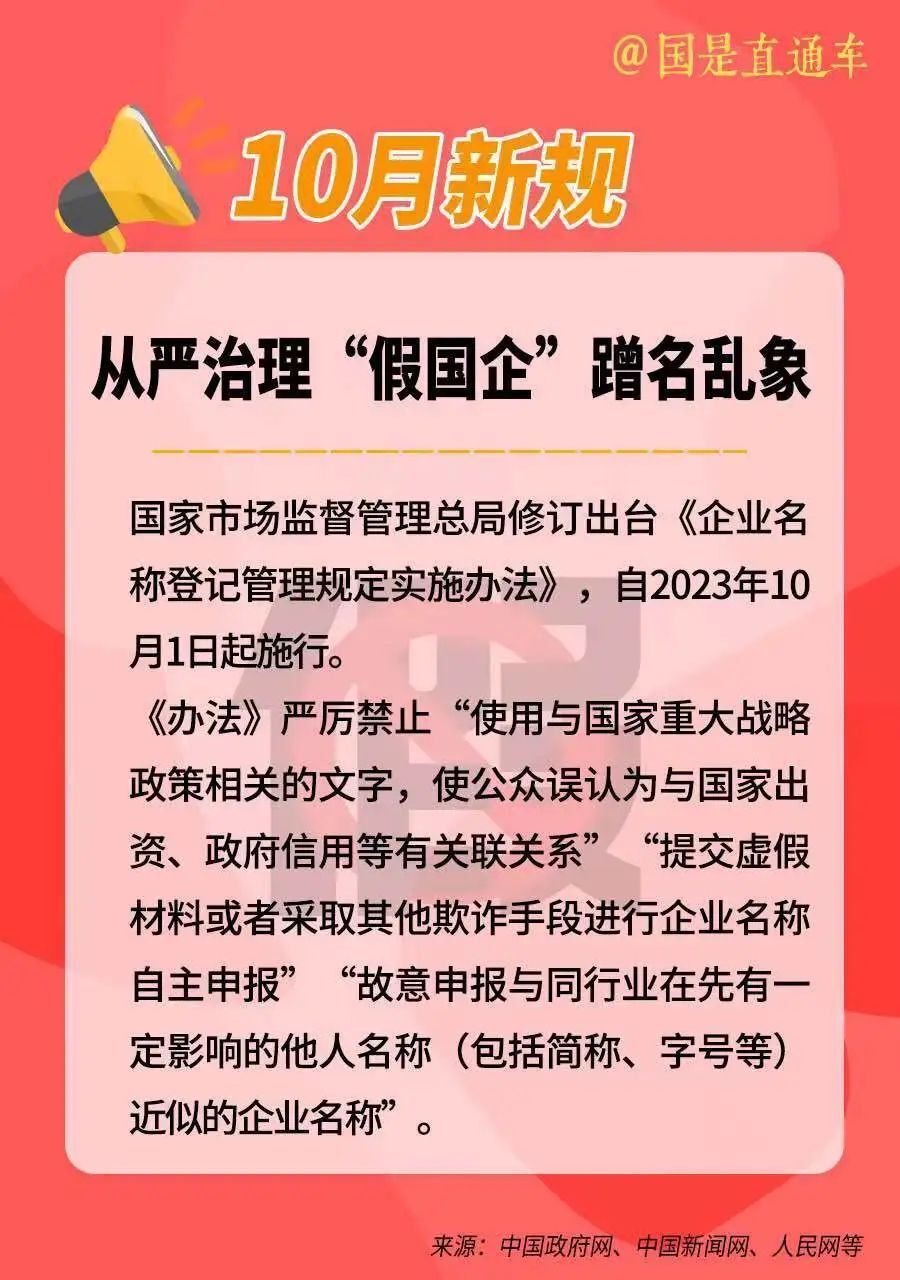 @国是直通车
10月新规
从严治理“假国企”蹭名乱象
国家市场监督管理总局修订出台《企业名
称登记管理规定实施办法》，自2023年10
月1日起施行。
《办法》严厉禁止“使用与国家重大战略
政策相关的文字，使公众误认为与国家出
资、政府信用等有关联关系”“提交虚假
材料或者采取其他欺诈手段进行企业名称
自主申报”“故意申报与同行业在先有一
定影响的他人名称（包括简称、字号等）
近似的企业名称”。
假
来源：中国政府网、中国新闻网、人民网等